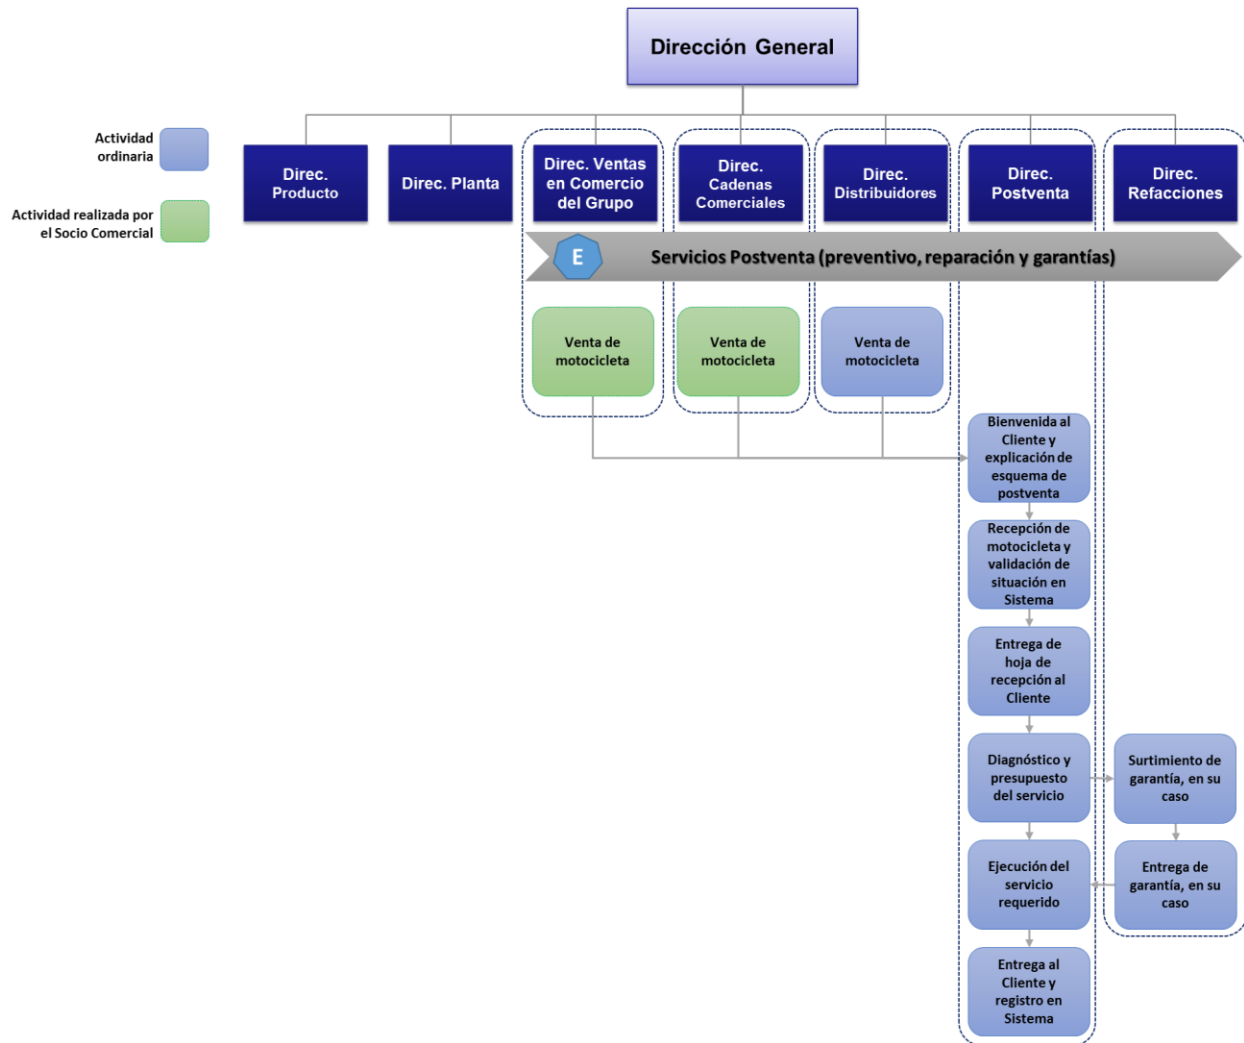 Dirección General
Actividad
ordinaria
Actividad realizada por
el Socio Comercial
Direc.
Producto
Direc. Planta
Direc. Ventas
en Comercio
del Grupo
Direc.
Cadenas
Comerciales
Direc.
Distribuidores
Direc.
Postventa
Direc.
Refacciones
E
Servicios Postventa (preventivo, reparación y garantías)
Venta de
motocicleta
Venta de
motocicleta
Venta de
motocicleta
Bienvenida al
Cliente y
explicación de
esquema de
postventa
Recepción de
motocicleta y
validación de
situación en
Sistema
Entrega de
hoja de
recepción al
Cliente
Diagnóstico y
presupuesto
del servicio
Surtimiento de
garantía, en su
caso
Ejecución del
servicio
requerido
Entrega de
garantía, en su
caso
Entrega al
Cliente y
registro en
Sistema